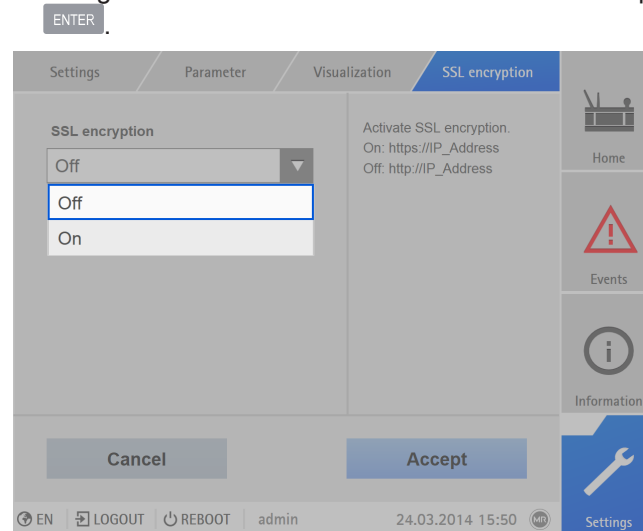 ENTER.
Settings Parameter Visualization SSL encryption
SSL encryption
Off
Off
On
Activate SSL encryption.
On: https://IP_Address
Off: http://IP_Address
Cancel Accept
EN LOGOUT REBOOT admin 24.03.2014 15:50 MR
Home
Events
Information
Settings